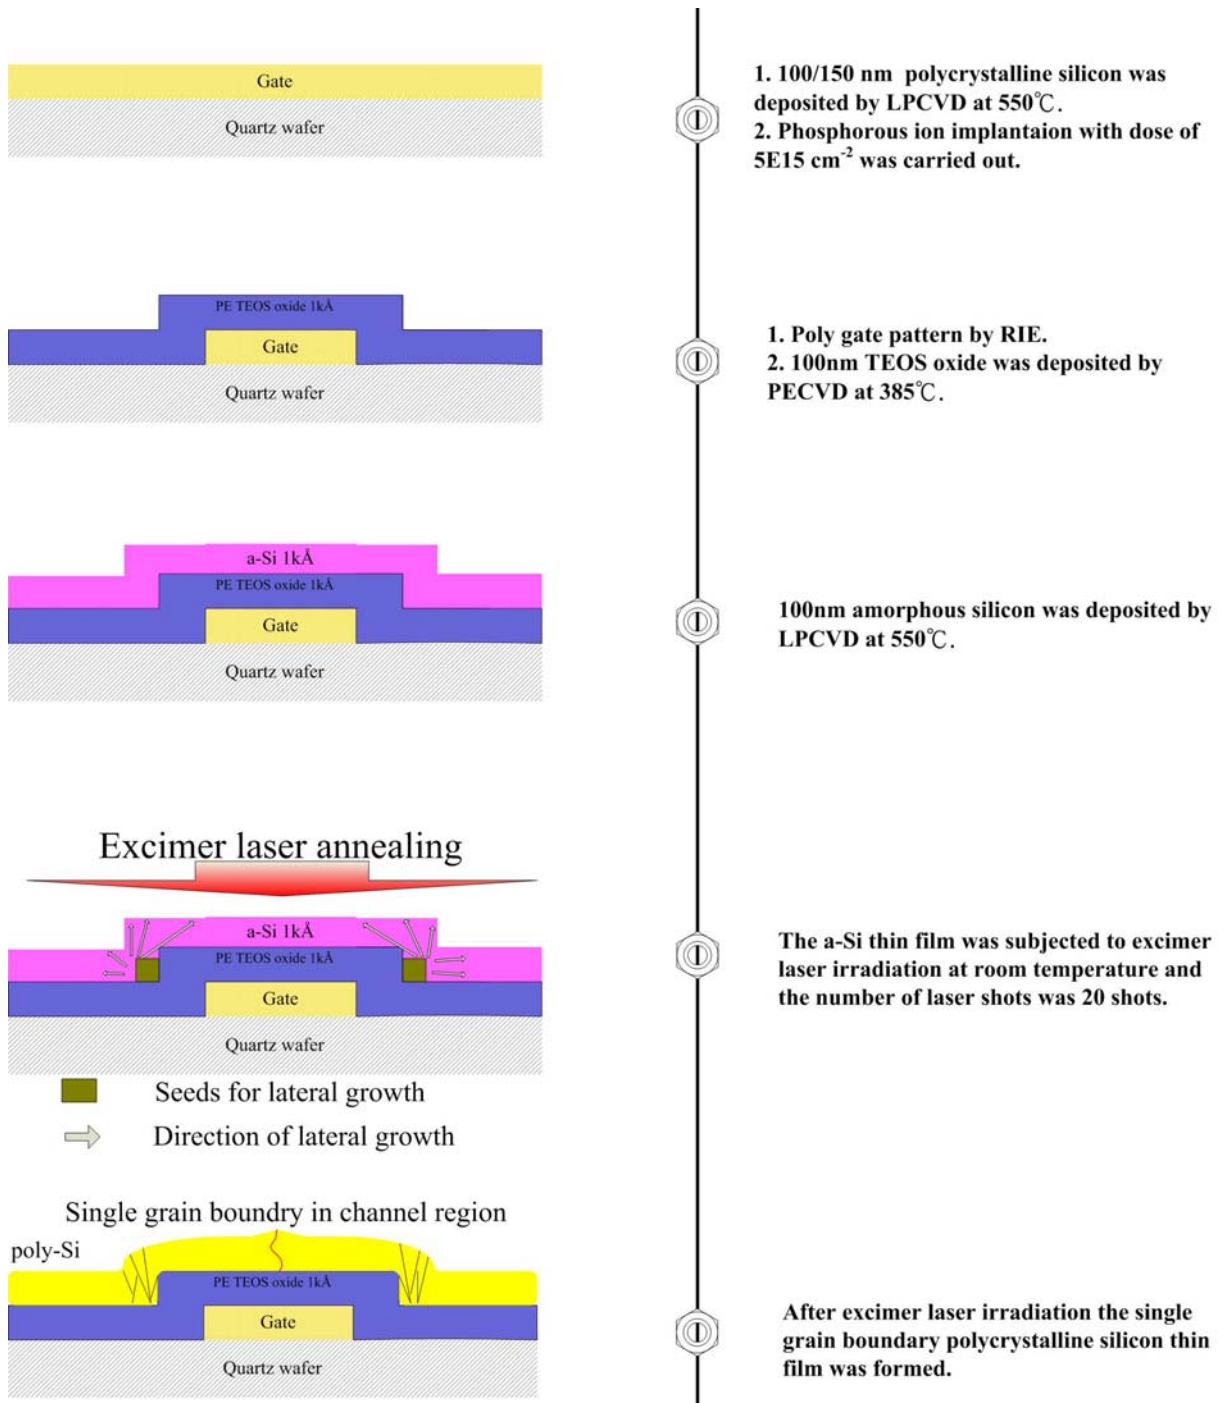 Gate
Quartz wafer
1. 100/150 nm polycrystalline silicon was
deposited by LPCVD at 550℃.
2. Phosphorous ion implantaion with dose of
5E15 cm⁻² was carried out.
PE TEOS oxide 1kÅ
Gate
Quartz wafer
1. Poly gate pattern by RIE.
2. 100nm TEOS oxide was deposited by
PECVD at 385℃.
a-Si 1kÅ
PE TEOS oxide 1kÅ
Gate
Quartz wafer
100nm amorphous silicon was deposited by
LPCVD at 550℃.
Excimer laser annealing
a-Si 1kÅ
PE TEOS oxide 1kÅ
Gate
Quartz wafer
Seeds for lateral growth
Direction of lateral growth
The a-Si thin film was subjected to excimer
laser irradiation at room temperature and
the number of laser shots was 20 shots.
Single grain boundry in channel region
poly-Si
PE TEOS oxide 1kÅ
Gate
Quartz wafer
After excimer laser irradiation the single
grain boundary polycrystalline silicon thin
film was formed.